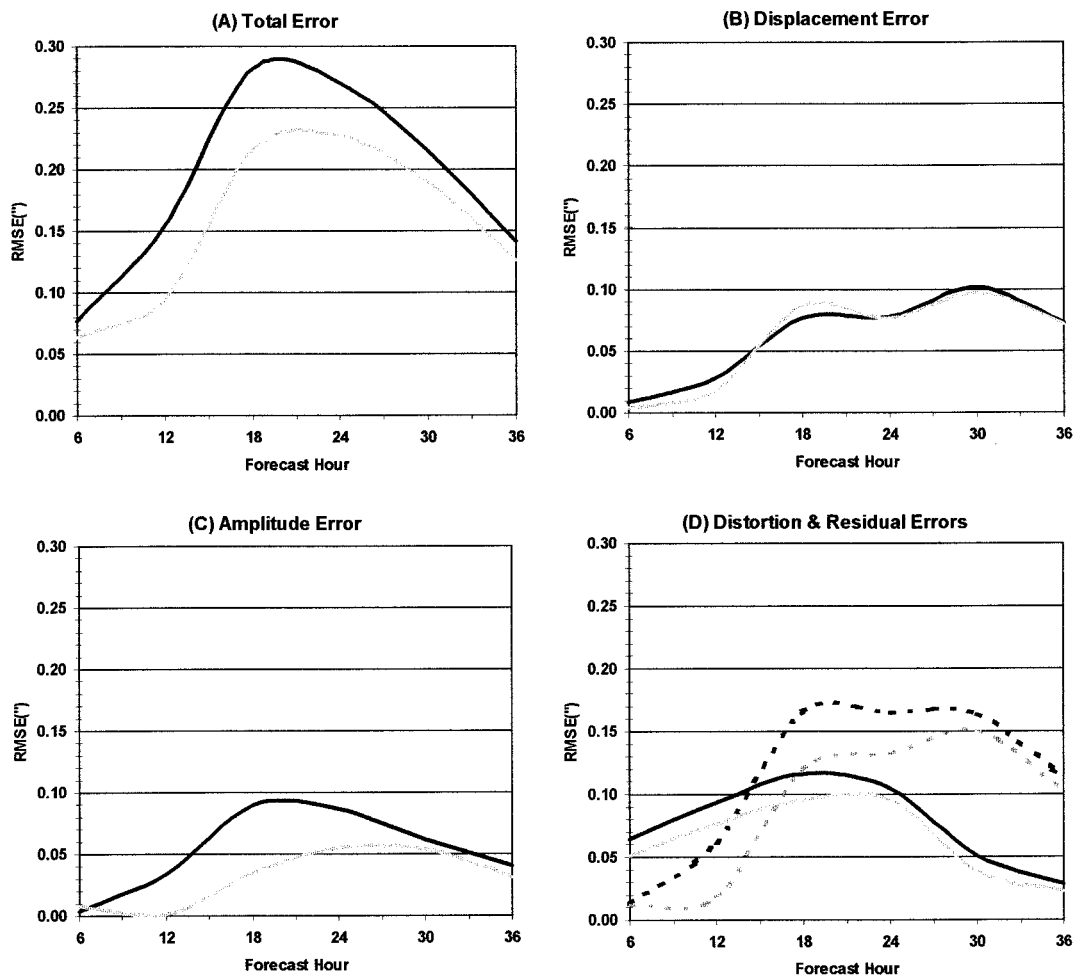 (A) Total Error
0.30
0.25
0.20
0.15
0.10
0.05
0.00
RMSE(")
6 12 18 24 30 36
Forecast Hour
(B) Displacement Error
0.30
0.25
0.20
0.15
0.10
0.05
0.00
RMSE(")
6 12 18 24 30 36
Forecast Hour
(C) Amplitude Error
0.30
0.25
0.20
0.15
0.10
0.05
0.00
RMSE(")
6 12 18 24 30 36
Forecast Hour
(D) Distortion & Residual Errors
0.30
0.25
0.20
0.15
0.10
0.05
0.00
RMSE(")
6 12 18 24 30 36
Forecast Hour